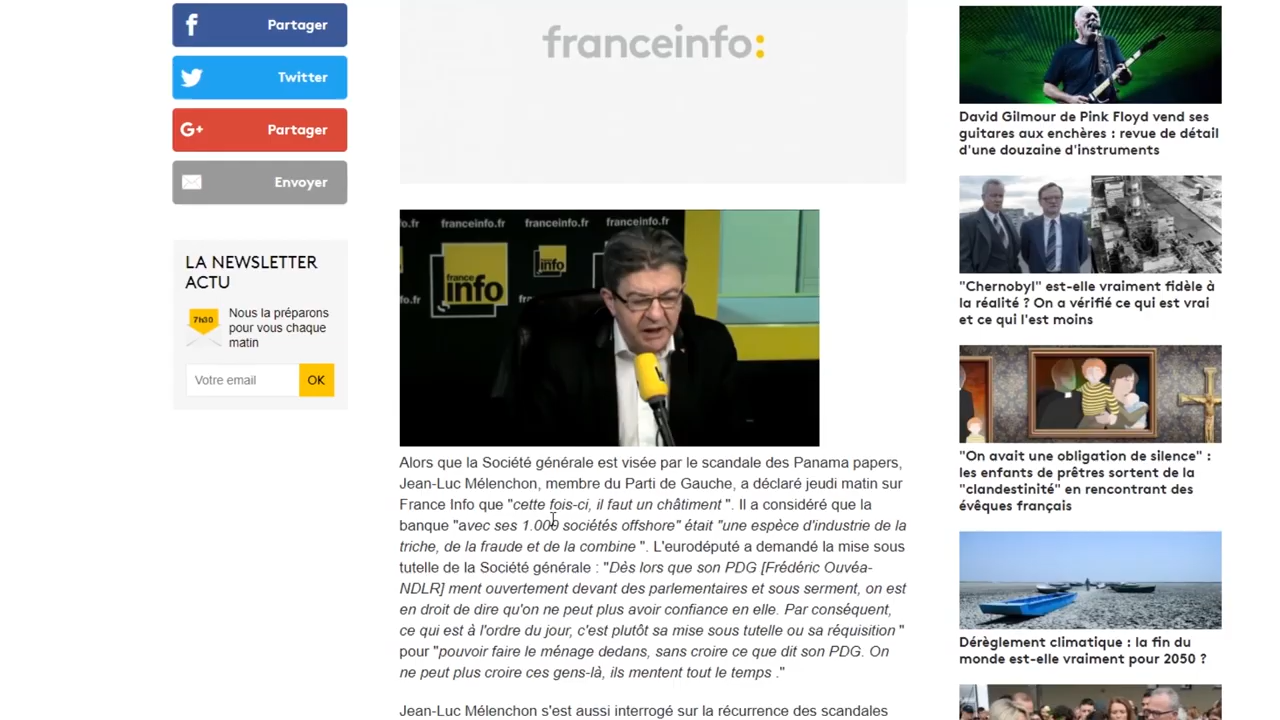 Partager
Twitter
G+ Partager
Envoyer
LA NEWSLETTER
ACTU
7h30
Nous la préparons
pour vous chaque
matin
Votre email
OK
franceinfo:
o.fr
franceinfo.fr
franceinfo.fr
franceinfo.fr
france
info
info
fo.fr
Alors que la Société générale est visée par le scandale des Panama papers,
Jean-Luc Mélenchon, membre du Parti de Gauche, a déclaré jeudi matin sur
France Info que "cette fois-ci, il faut un châtiment ". Il a considéré que la
banque "avec ses 1.000 sociétés offshore" était "une espèce d'industrie de la
triche, de la fraude et de la combine ". L'eurodéputé a demandé la mise sous
tutelle de la Société générale : "Dès lors que son PDG [Frédéric Ouvéa-
NDLR] ment ouvertement devant des parlementaires et sous serment, on est
en droit de dire qu'on ne peut plus avoir confiance en elle. Par conséquent,
ce qui est à l'ordre du jour, c'est plutôt sa mise sous tutelle ou sa réquisition "
pour "pouvoir faire le ménage dedans, sans croire ce que dit son PDG. On
ne peut plus croire ces gens-là, ils mentent tout le temps ."
Jean-Luc Mélenchon s'est aussi interrogé sur la récurrence des scandales
David Gilmour de Pink Floyd vend ses
guitares aux enchères : revue de détail
d'une douzaine d'instruments
"Chernobyl" est-elle vraiment fidèle à
la réalité ? On a vérifié ce qui est vrai
et ce qui l'est moins
"On avait une obligation de silence" :
les enfants de prêtres sortent de la
"clandestinité" en rencontrant des
évêques français
Dérèglement climatique : la fin du
monde est-elle vraiment pour 2050 ?